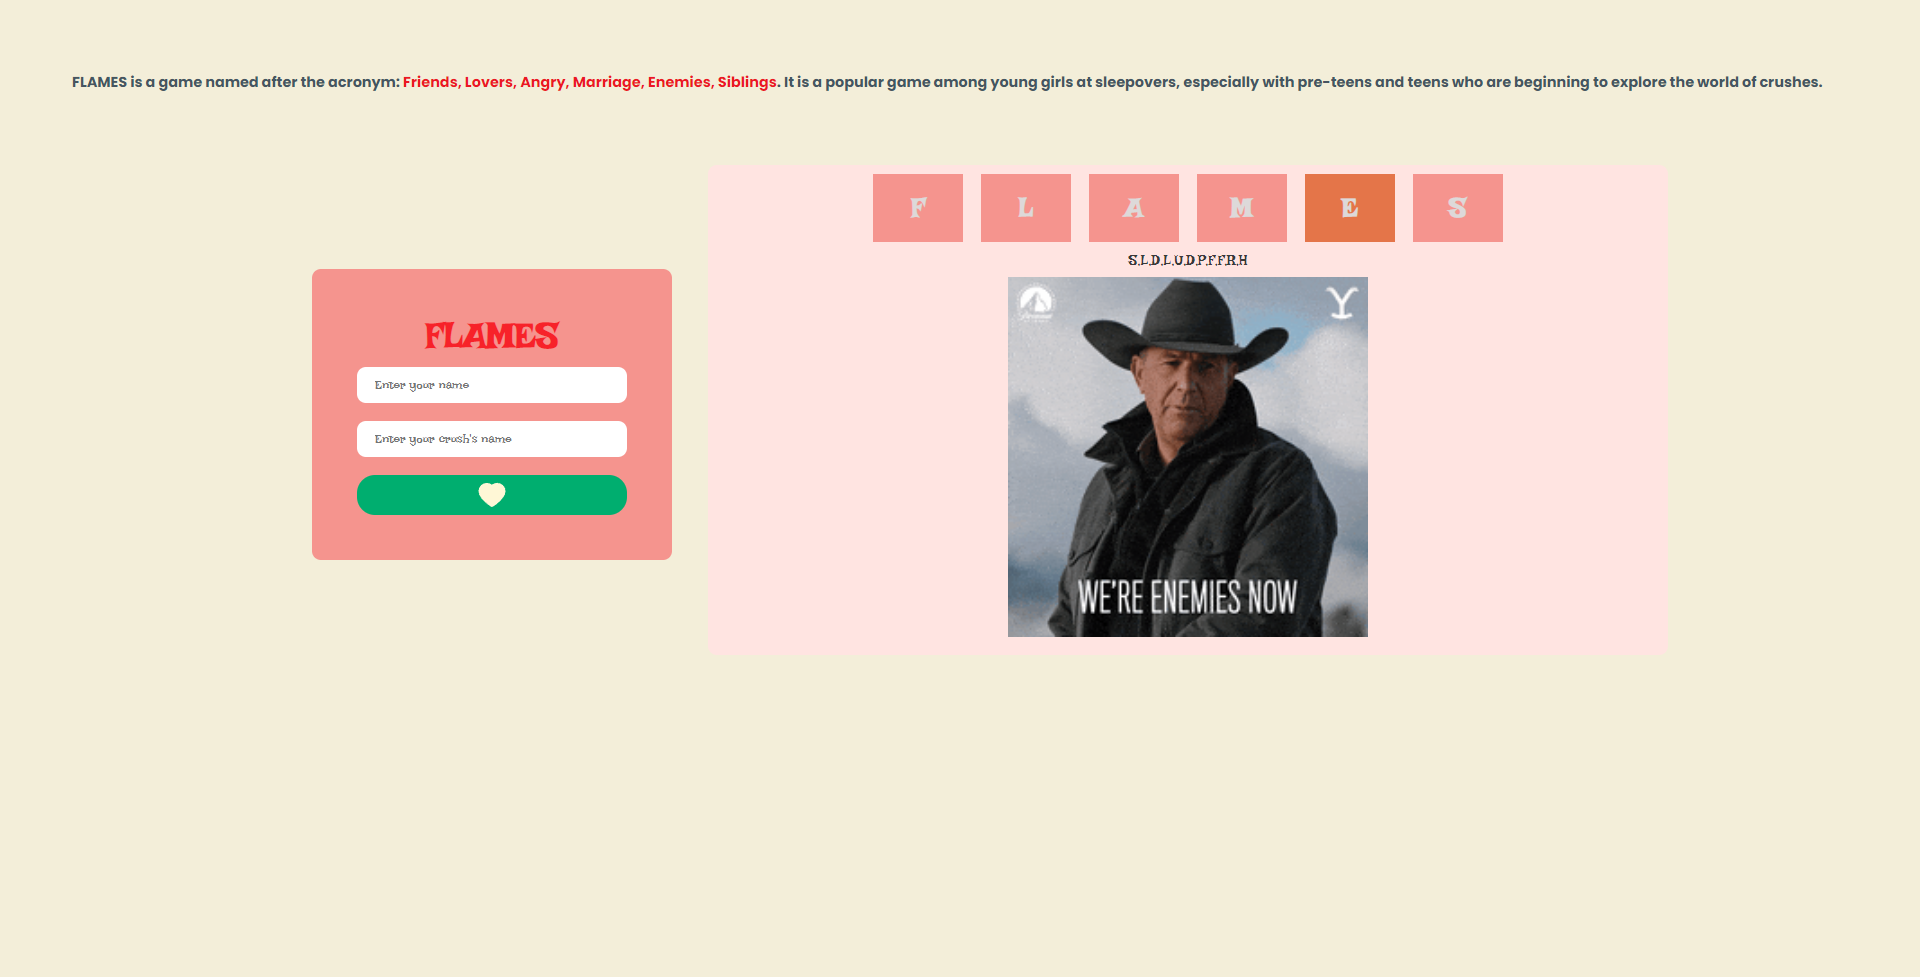 FLAMES is a game named after the acronym: Friends, Lovers, Angry, Marriage, Enemies, Siblings. It is a popular game among young girls at sleepovers, especially with pre-teens and teens who are beginning to explore the world of crushes.
FLAMES
Enter your name
Enter your crush's name
F L A M E S
S,L,D,L,U,D,P,F,F,R,H
Paramount
Y
WE'RE ENEMIES NOW